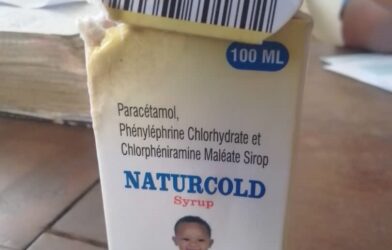 100 ML
Paracétamol,
Phényléphrine Chlorhydrate et
Chlorphéniramine Maléate Sirop
NATURCOLD
Syrup